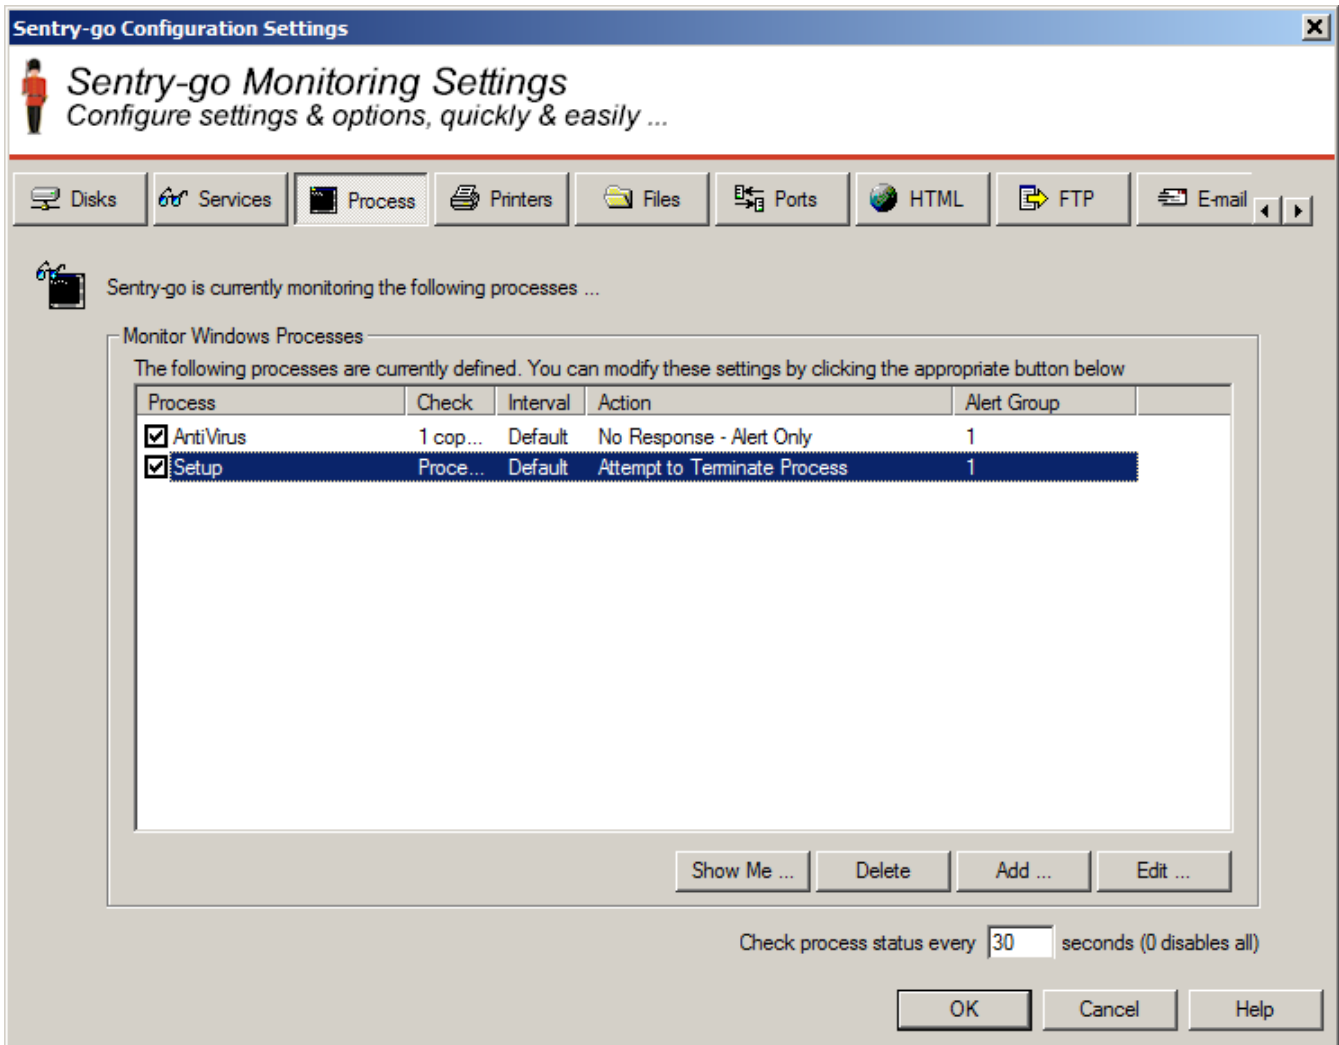 Sentry-go Configuration Settings
Sentry-go Monitoring Settings
Configure settings & options, quickly & easily ...
Disks Services Process Printers Files Ports HTML FTP E-mail
Sentry-go is currently monitoring the following processes ...
Monitor Windows Processes
The following processes are currently defined. You can modify these settings by clicking the appropriate button below
Process Check Interval Action Alert Group
AntiVirus 1 cop... Default No Response - Alert Only 1
Setup Proce... Default Attempt to Terminate Process 1
Show Me ... Delete Add ... Edit ...
Check process status every 30 seconds (0 disables all)
OK Cancel Help